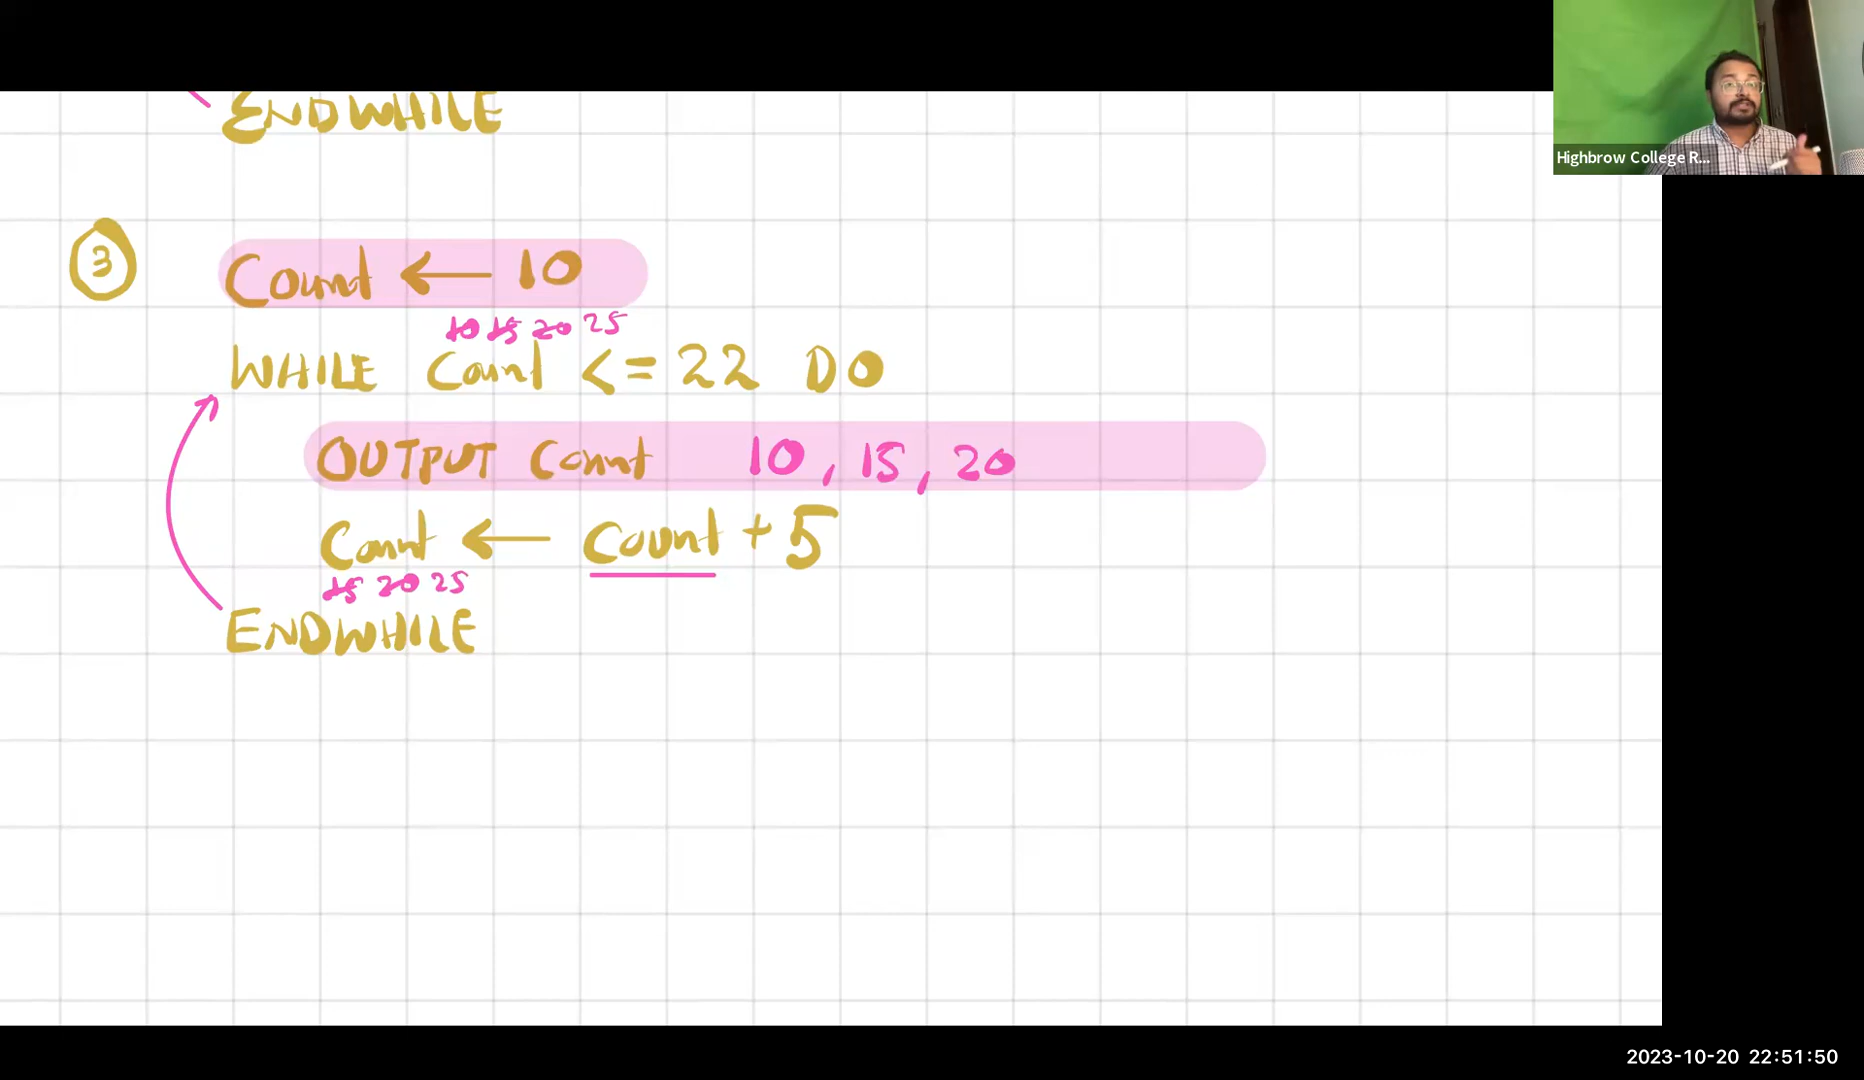 ENDWHILE
Highbrow College R...
3
Count ← 10
10 15 20 25
WHILE Count <= 22 DO
OUTPUT Count 10, 15, 20
Count ← Count + 5
15 20 25
ENDWHILE
2023-10-20 22:51:50